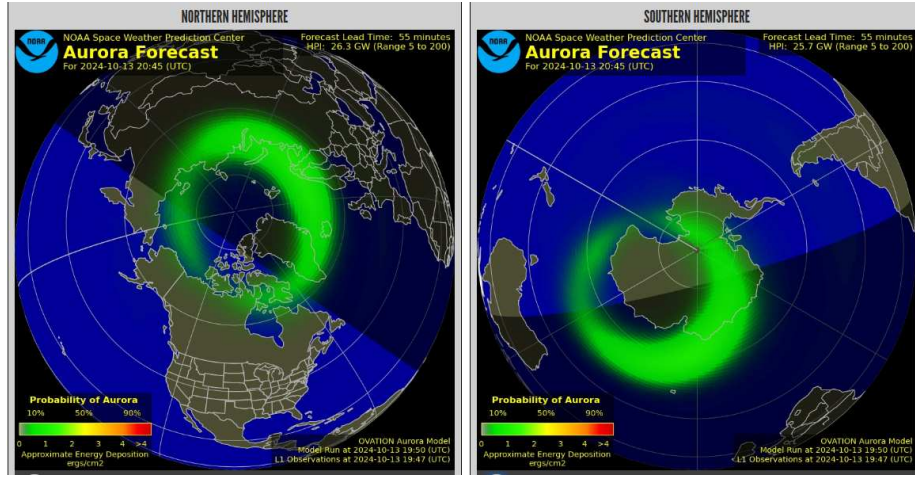 NORTHERN HEMISPHERE
NOAA
NOAA Space Weather Prediction Center
Aurora Forecast
For 2024-10-13 20:45 (UTC)
Forecast Lead Time: 55 minutes
HPI: 26.3 GW (Range 5 to 200)
Probability of Aurora
10% 50% 90%
0 1 2 3 4 >4
Approximate Energy Deposition
ergs/cm2
OVATION Aurora Model
Model Run at 2024-10-13 19:50 (UTC)
L1 Observations at 2024-10-13 19:47 (UTC)
SOUTHERN HEMISPHERE
NOAA
NOAA Space Weather Prediction Center
Aurora Forecast
For 2024-10-13 20:45 (UTC)
Forecast Lead Time: 55 minutes
HPI: 25.7 GW (Range 5 to 200)
Probability of Aurora
10% 50% 90%
0 1 2 3 4 >4
Approximate Energy Deposition
ergs/cm2
OVATION Aurora Model
Model Run at 2024-10-13 19:50 (UTC)
L1 Observations at 2024-10-13 19:47 (UTC)